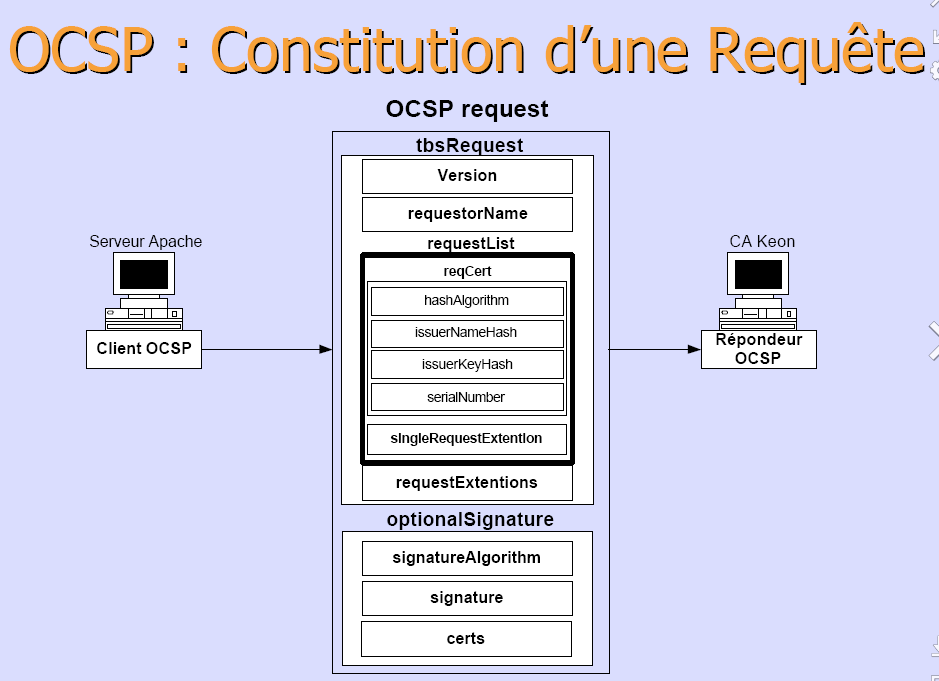 OCSP : Constitution d'une Requête
OCSP request
tbsRequest
Version
requestorName
requestList
Serveur Apache
CA Keon
reqCert
hashAlgorithm
issuerNameHash
Client OCSP
Répondeur
OCSP
issuerKeyHash
serialNumber
singleRequestExtention
requestExtentions
optionalSignature
signatureAlgorithm
signature
certs